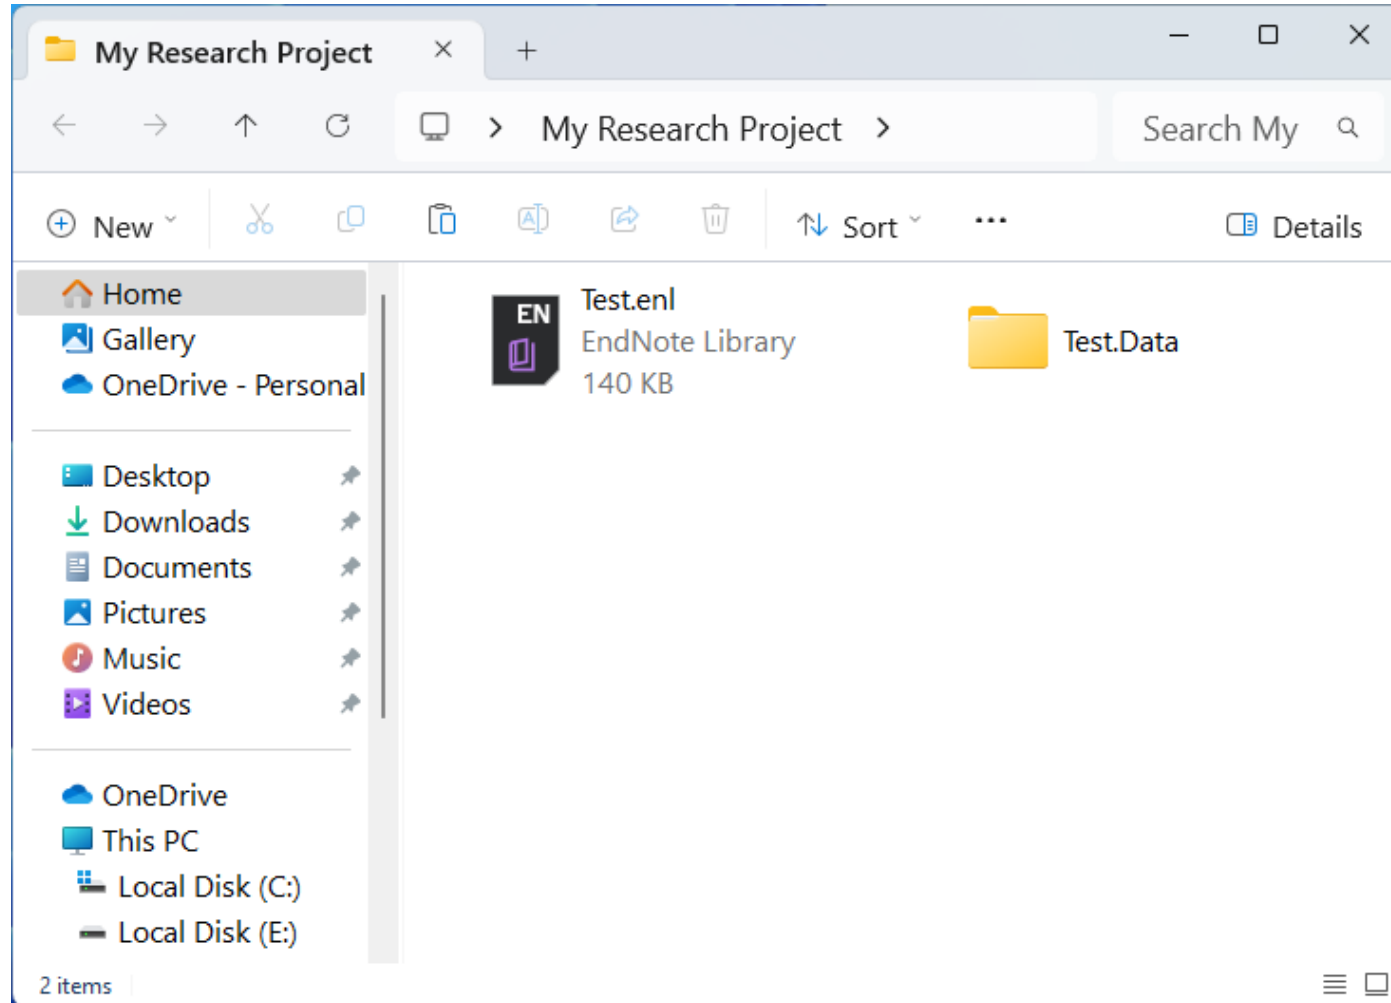 My Research Project
My Research Project
Search My
New
Sort
Details
Home
Gallery
OneDrive - Personal
Desktop
Downloads
Documents
Pictures
Music
Videos
OneDrive
This PC
Local Disk (C:)
Local Disk (E:)
EN
Test.enl
EndNote Library
140 KB
Test.Data
2 items